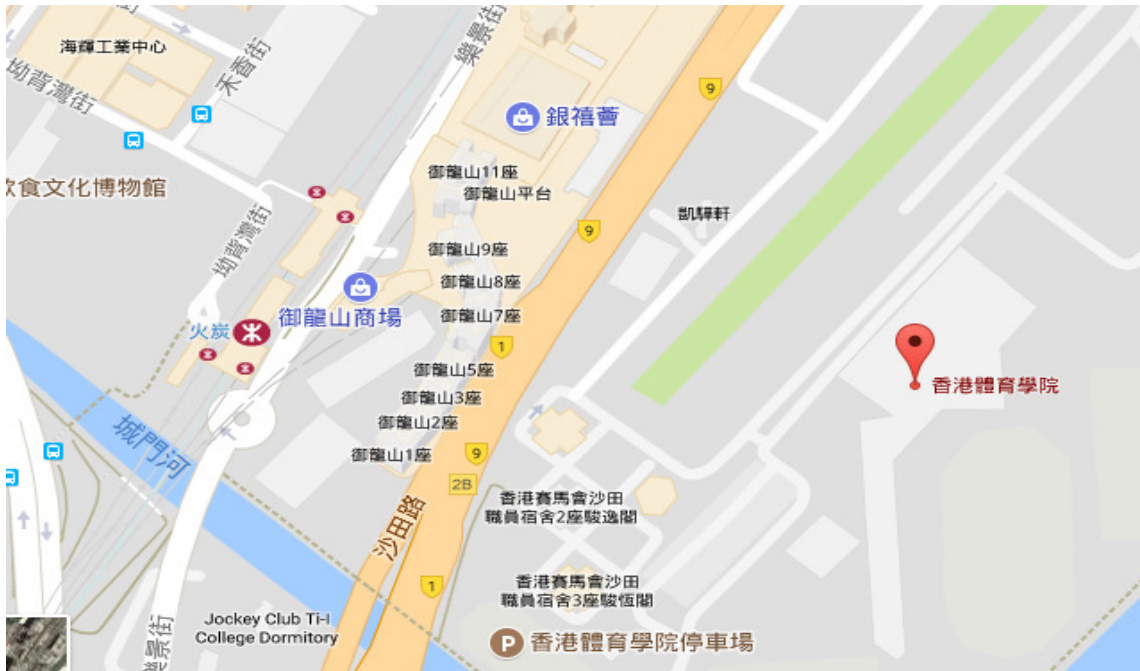 海輝工業中心
坳背灣街
禾香街
樂景街
9
銀禧薈
御龍山11座
御龍山平台
飲食文化博物館
坳背灣街
凱驊軒
9
御龍山9座
御龍山8座
御龍山商場
御龍山7座
火炭
1
御龍山5座
香港體育學院
御龍山3座
御龍山2座
城門河
御龍山1座
9
2B
香港賽馬會沙田
職員宿舍2座駿逸閣
沙田路
香港賽馬會沙田
職員宿舍3座駿恆閣
1
Jockey Club Ti-I
College Dormitory
樂景街
P
香港體育學院停車場